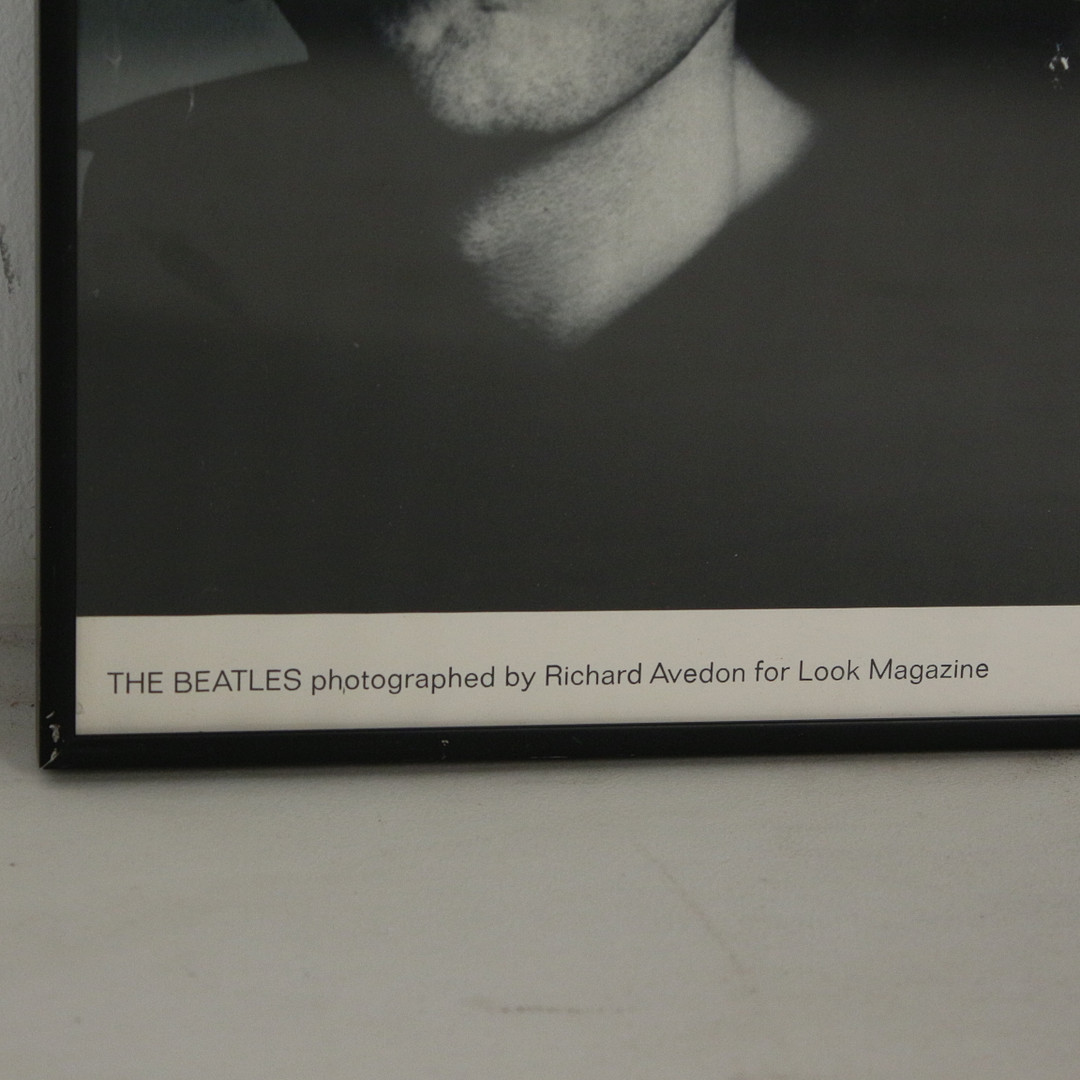 THE BEATLES photographed by Richard Avedon for Look Magazine